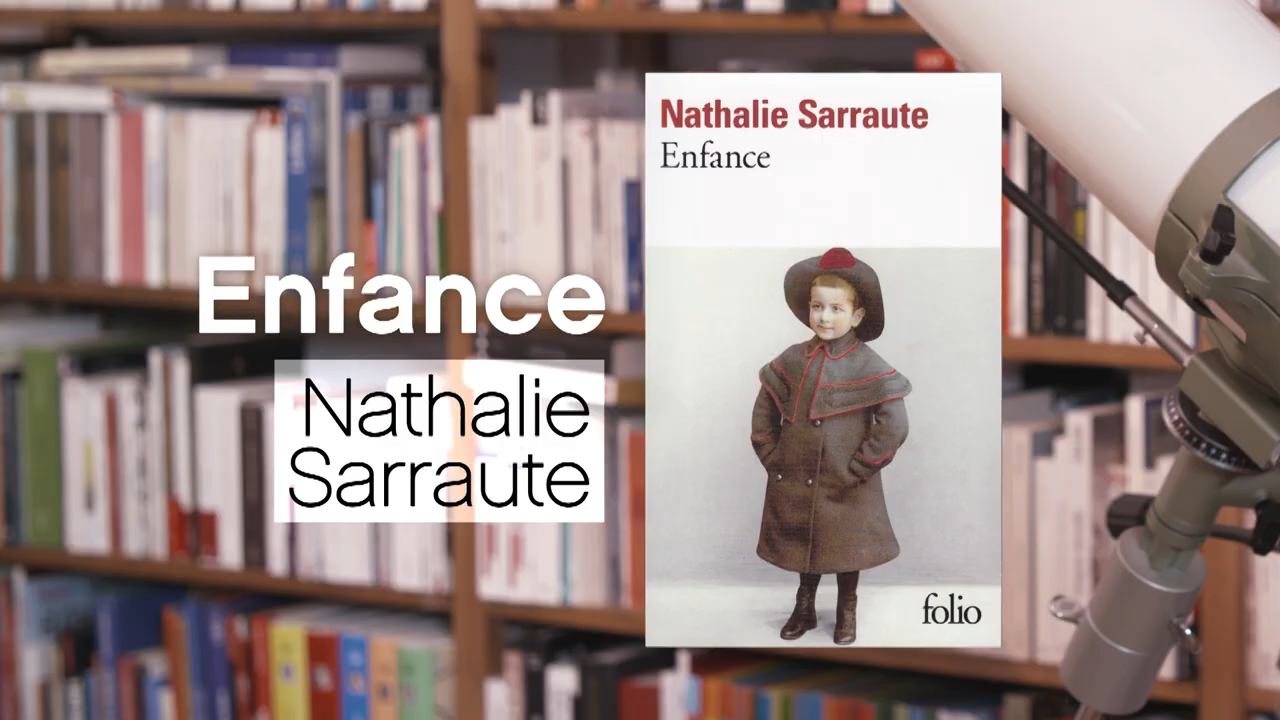 Enfance
Nathalie
Sarraute
Nathalie Sarraute
Enfance
folio